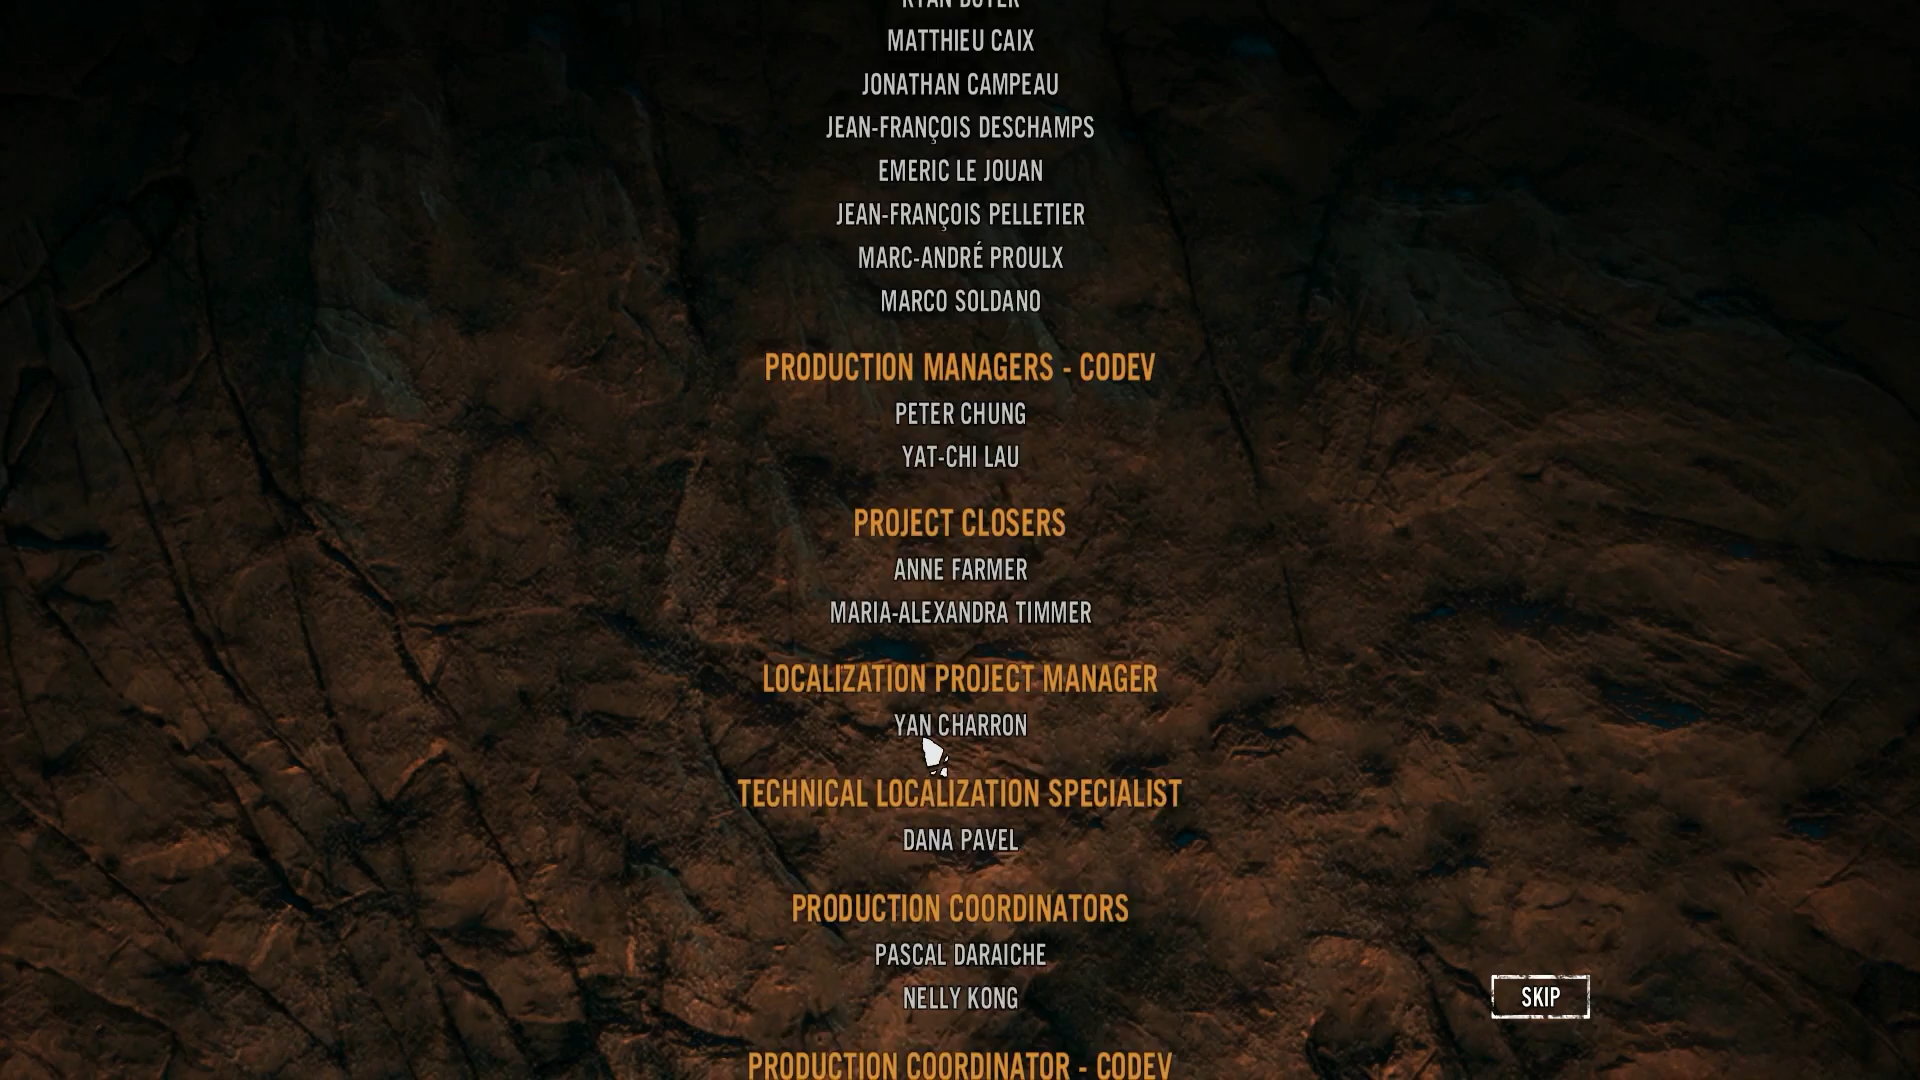 MATTHIEU CAIX
JONATHAN CAMPEAU
JEAN-FRANÇOIS DESCHAMPS
EMERIC LE JOUAN
JEAN-FRANÇOIS PELLETIER
MARC-ANDRÉ PROULX
MARCO SOLDANO
PRODUCTION MANAGERS - CODEV
PETER CHUNG
YAT-CHI LAU
PROJECT CLOSERS
ANNE FARMER
MARIA-ALEXANDRA TIMMER
LOCALIZATION PROJECT MANAGER
YAN CHARRON
TECHNICAL LOCALIZATION SPECIALIST
DANA PAVEL
PRODUCTION COORDINATORS
PASCAL DARAICHE
NELLY KONG
SKIP
PRODUCTION COORDINATOR - CODEV